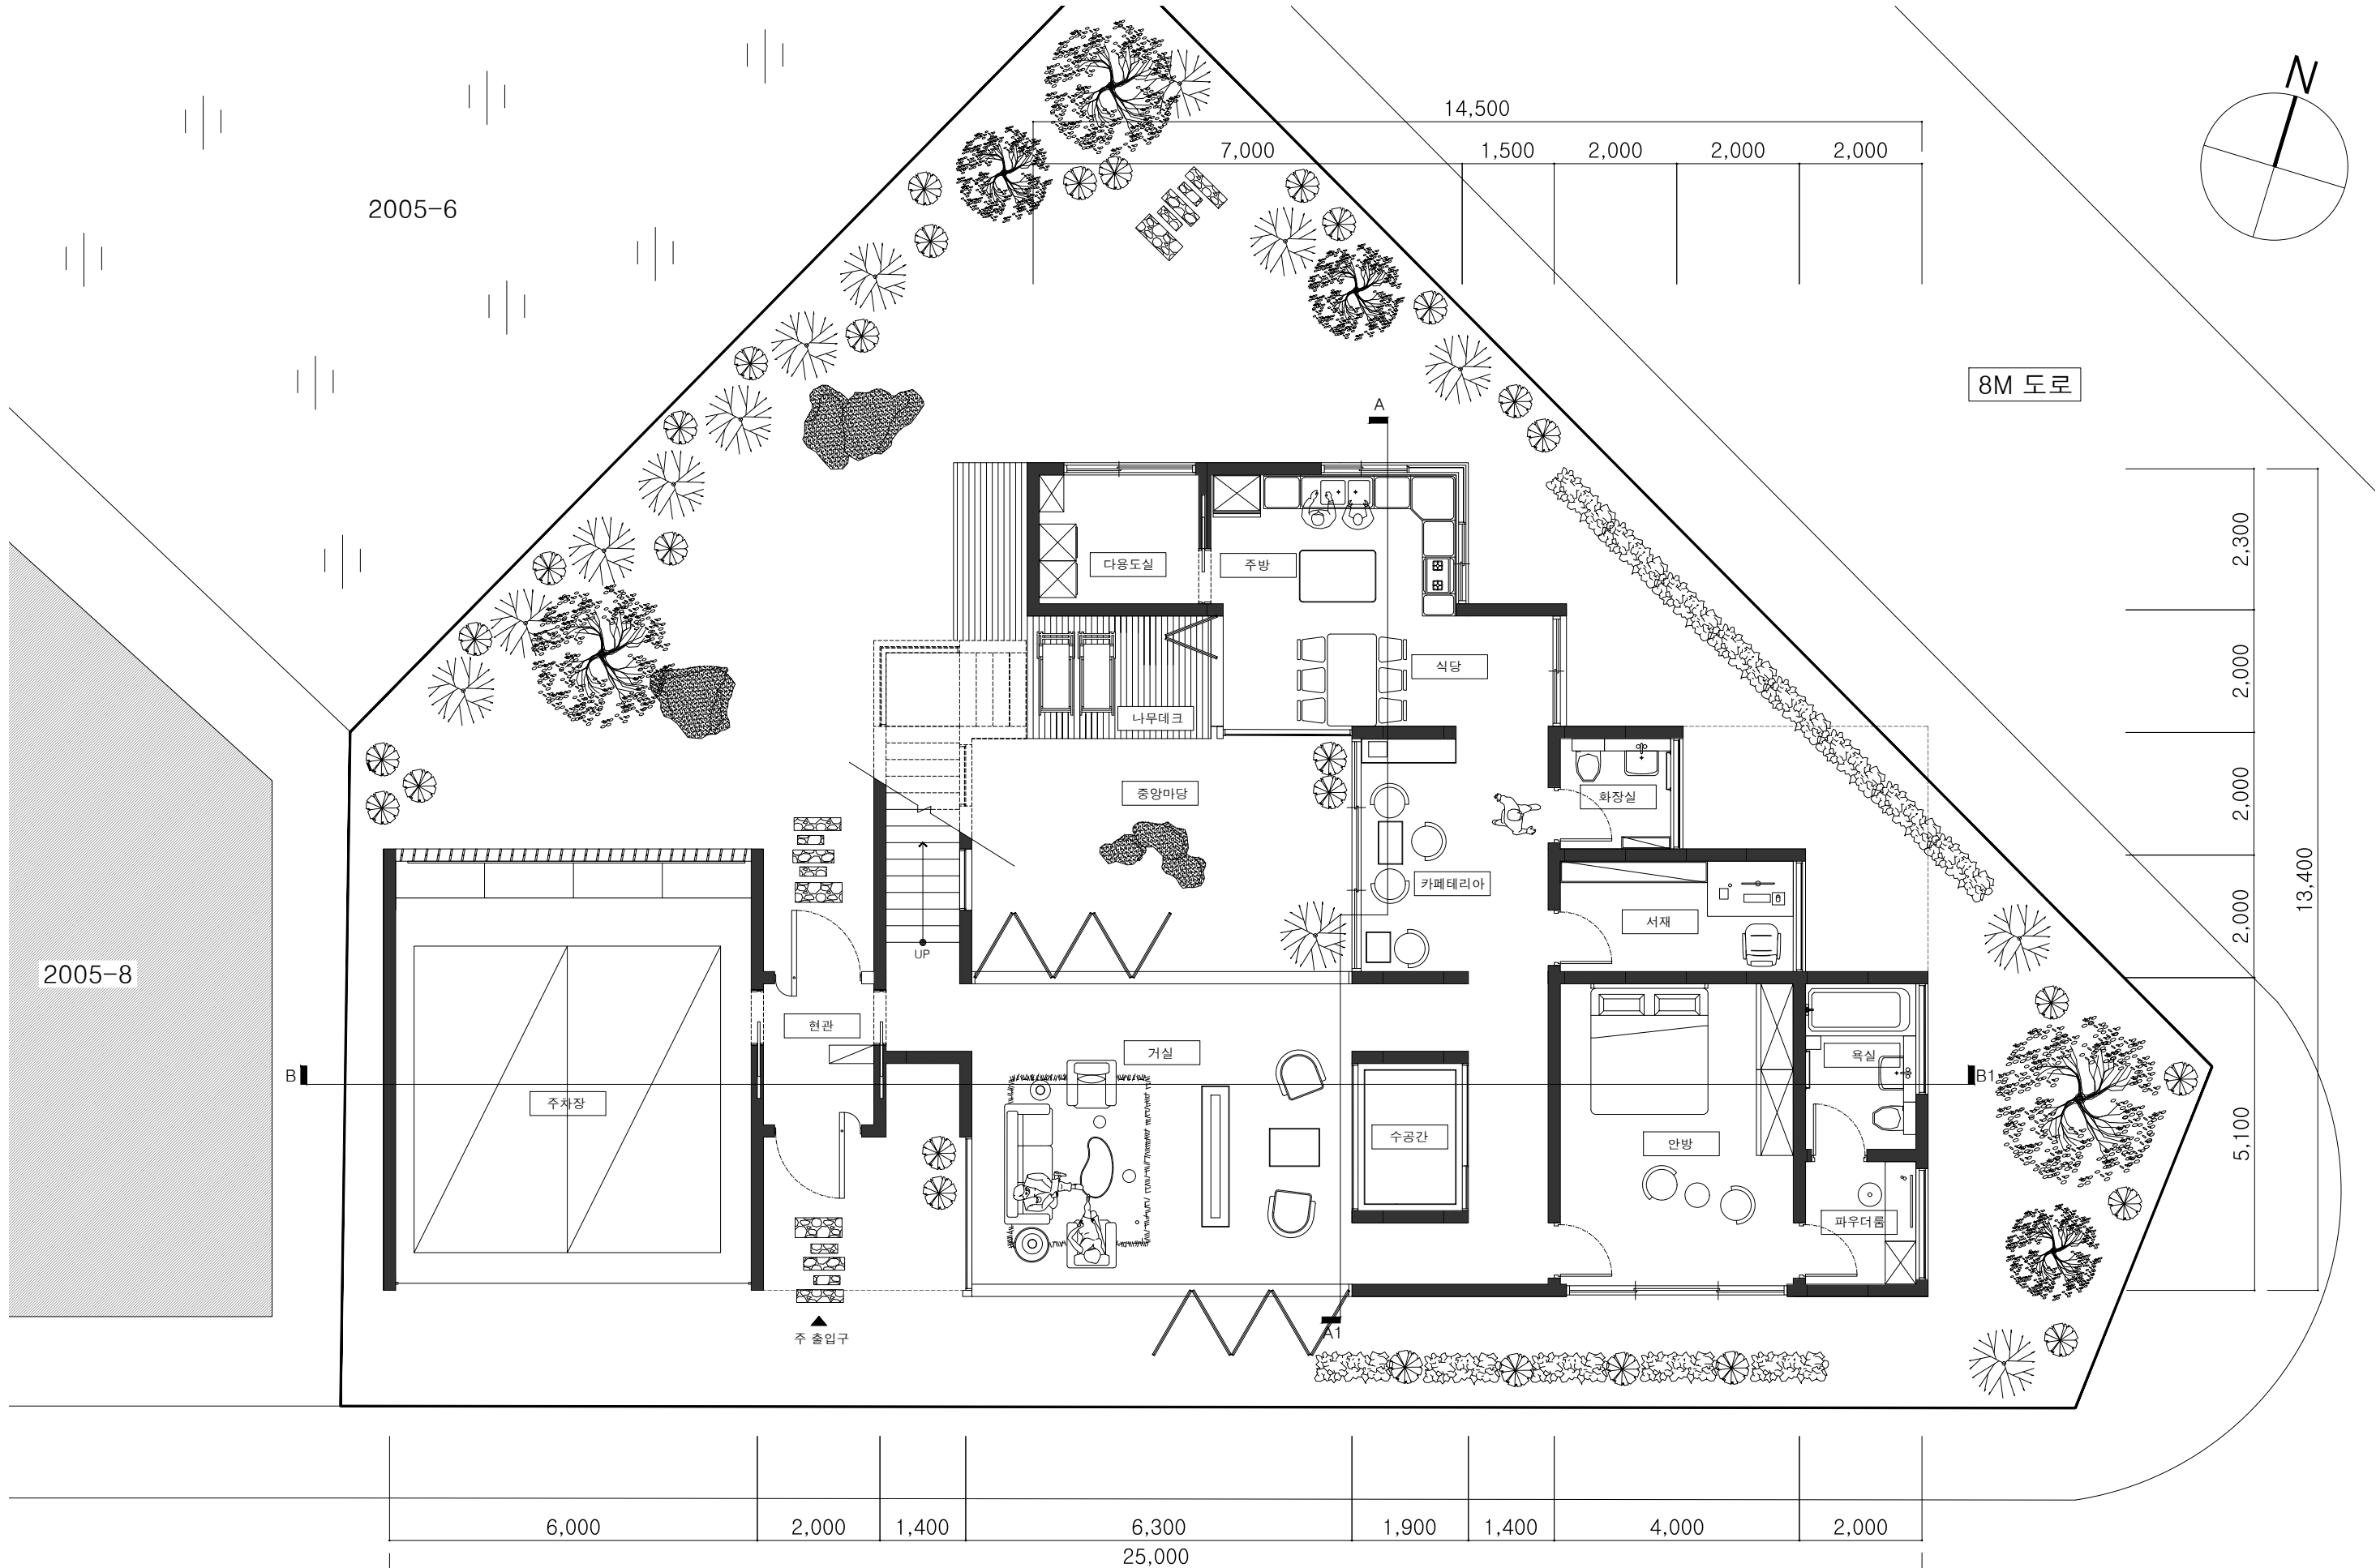 N
14,500
7,000
1,500
2,000
2,000
2,000
2005-6
8M 도로
A
2,300
다용도실
주방
식당
2,000
나무데크
중앙마당
화장실
2,000
카페테리아
13,400
서재
2,000
UP
2005-8
현관
거실
욕실
B
B1
주차장
수공간
안방
5,100
파우더룸
A1
주 출입구
6,000
2,000
1,400
6,300
1,900
1,400
4,000
2,000
25,000